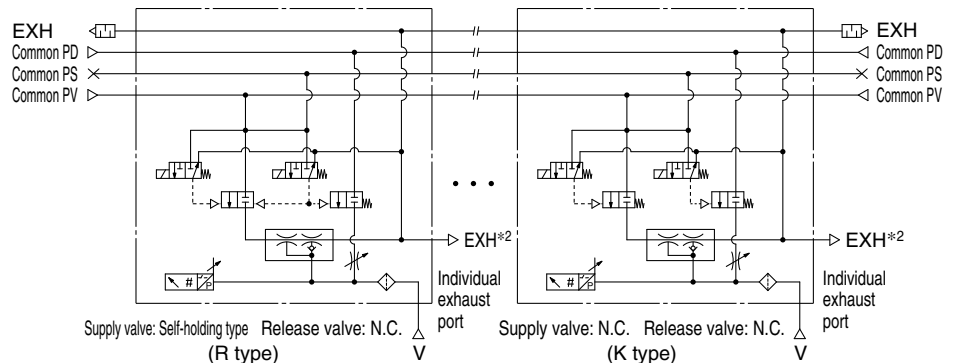 EXH
EXH
Common PD
Common PD
Common PS
Common PS
Common PV
Common PV
EXH*2
EXH*2
# P
# P
Individual
exhaust
port
Individual
exhaust
port
Supply valve: Self-holding type Release valve: N.C.
(R type)
V
Supply valve: N.C. Release valve: N.C.
(K type)
V